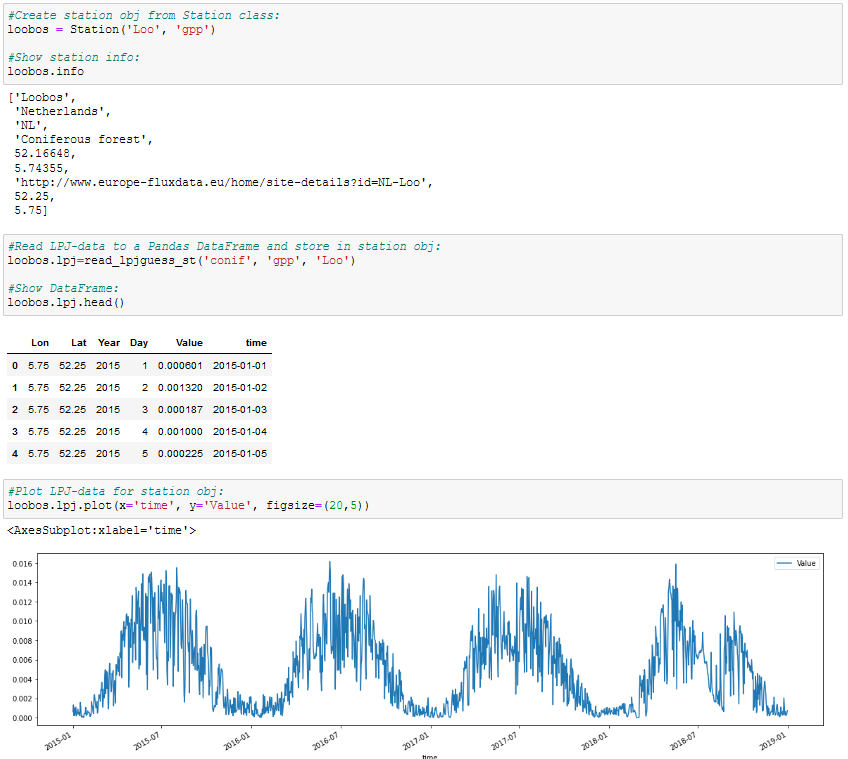 #Create station obj from Station class:
loobos = Station('Loo', 'gpp')
#Show station info:
loobos.info
['Loobos',
'Netherlands',
'NL',
'Coniferous forest',
52.16648,
5.74355,
'http://www.europe-fluxdata.eu/home/site-details?id=NL-Loo',
52.25,
5.75]
#Read LPJ-data to a Pandas DataFrame and store in station obj:
loobos.lpj=read_lpjguess_st('conif', 'gpp', 'Loo')
#Show DataFrame:
loobos.lpj.head()
Lon Lat Year Day Value time
0 5.75 52.25 2015 1 0.000601 2015-01-01
1 5.75 52.25 2015 2 0.001320 2015-01-02
2 5.75 52.25 2015 3 0.000187 2015-01-03
3 5.75 52.25 2015 4 0.001000 2015-01-04
4 5.75 52.25 2015 5 0.000225 2015-01-05
#Plot LPJ-data for station obj:
loobos.lpj.plot(x='time', y='Value', figsize=(20,5))
<AxesSubplot:xlabel='time'>
Value
0.016
0.014
0.012
0.010
0.008
0.006
0.004
0.002
0.000
2015-01 2015-07 2016-01 2016-07 2017-01 2017-07 2018-01 2018-07 2019-01
time